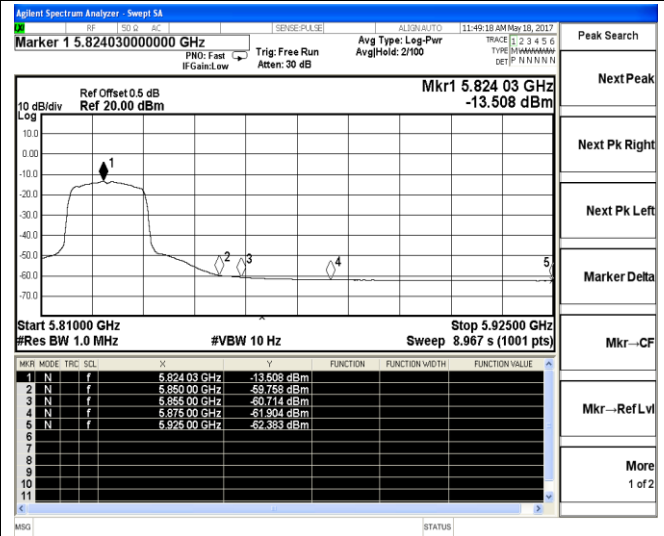 Agilent Spectrum Analyzer - Swept SA
LXI RF 50 Ω AC SENSE:PULSE ALIGNAUTO 11:49:18 AM May 18, 2017
Marker 1 5.824030000000 GHz
PNO: Fast
IFGain:Low
Trig: Free Run
Atten: 30 dB
Avg Type: Log-Pwr
Avg|Hold: 2/100
TRACE 1 2 3 4 5 6
TYPE MWWWWW
DET P N N N N N
Ref Offset 0.5 dB
Ref 20.00 dBm
10 dB/div
Log
Mkr1 5.824 03 GHz
-13.508 dBm
10.0
0.00
-10.0
-20.0
-30.0
-40.0
-50.0
-60.0
-70.0
1
2
3
4
5
Start 5.81000 GHz
Stop 5.92500 GHz
#Res BW 1.0 MHz
#VBW 10 Hz
Sweep 8.967 s (1001 pts)
MKR MODE TRC SCL X Y FUNCTION FUNCTION WIDTH FUNCTION VALUE
1 N f 5.824 03 GHz -13.508 dBm
2 N f 5.850 00 GHz -59.758 dBm
3 N f 5.855 00 GHz -60.714 dBm
4 N f 5.875 00 GHz -61.904 dBm
5 N f 5.925 00 GHz -62.383 dBm
6
7
8
9
10
11
MSG
STATUS
Peak Search
Next Peak
Next Pk Right
Next Pk Left
Marker Delta
Mkr→CF
Mkr→Ref Lvl
More
1 of 2